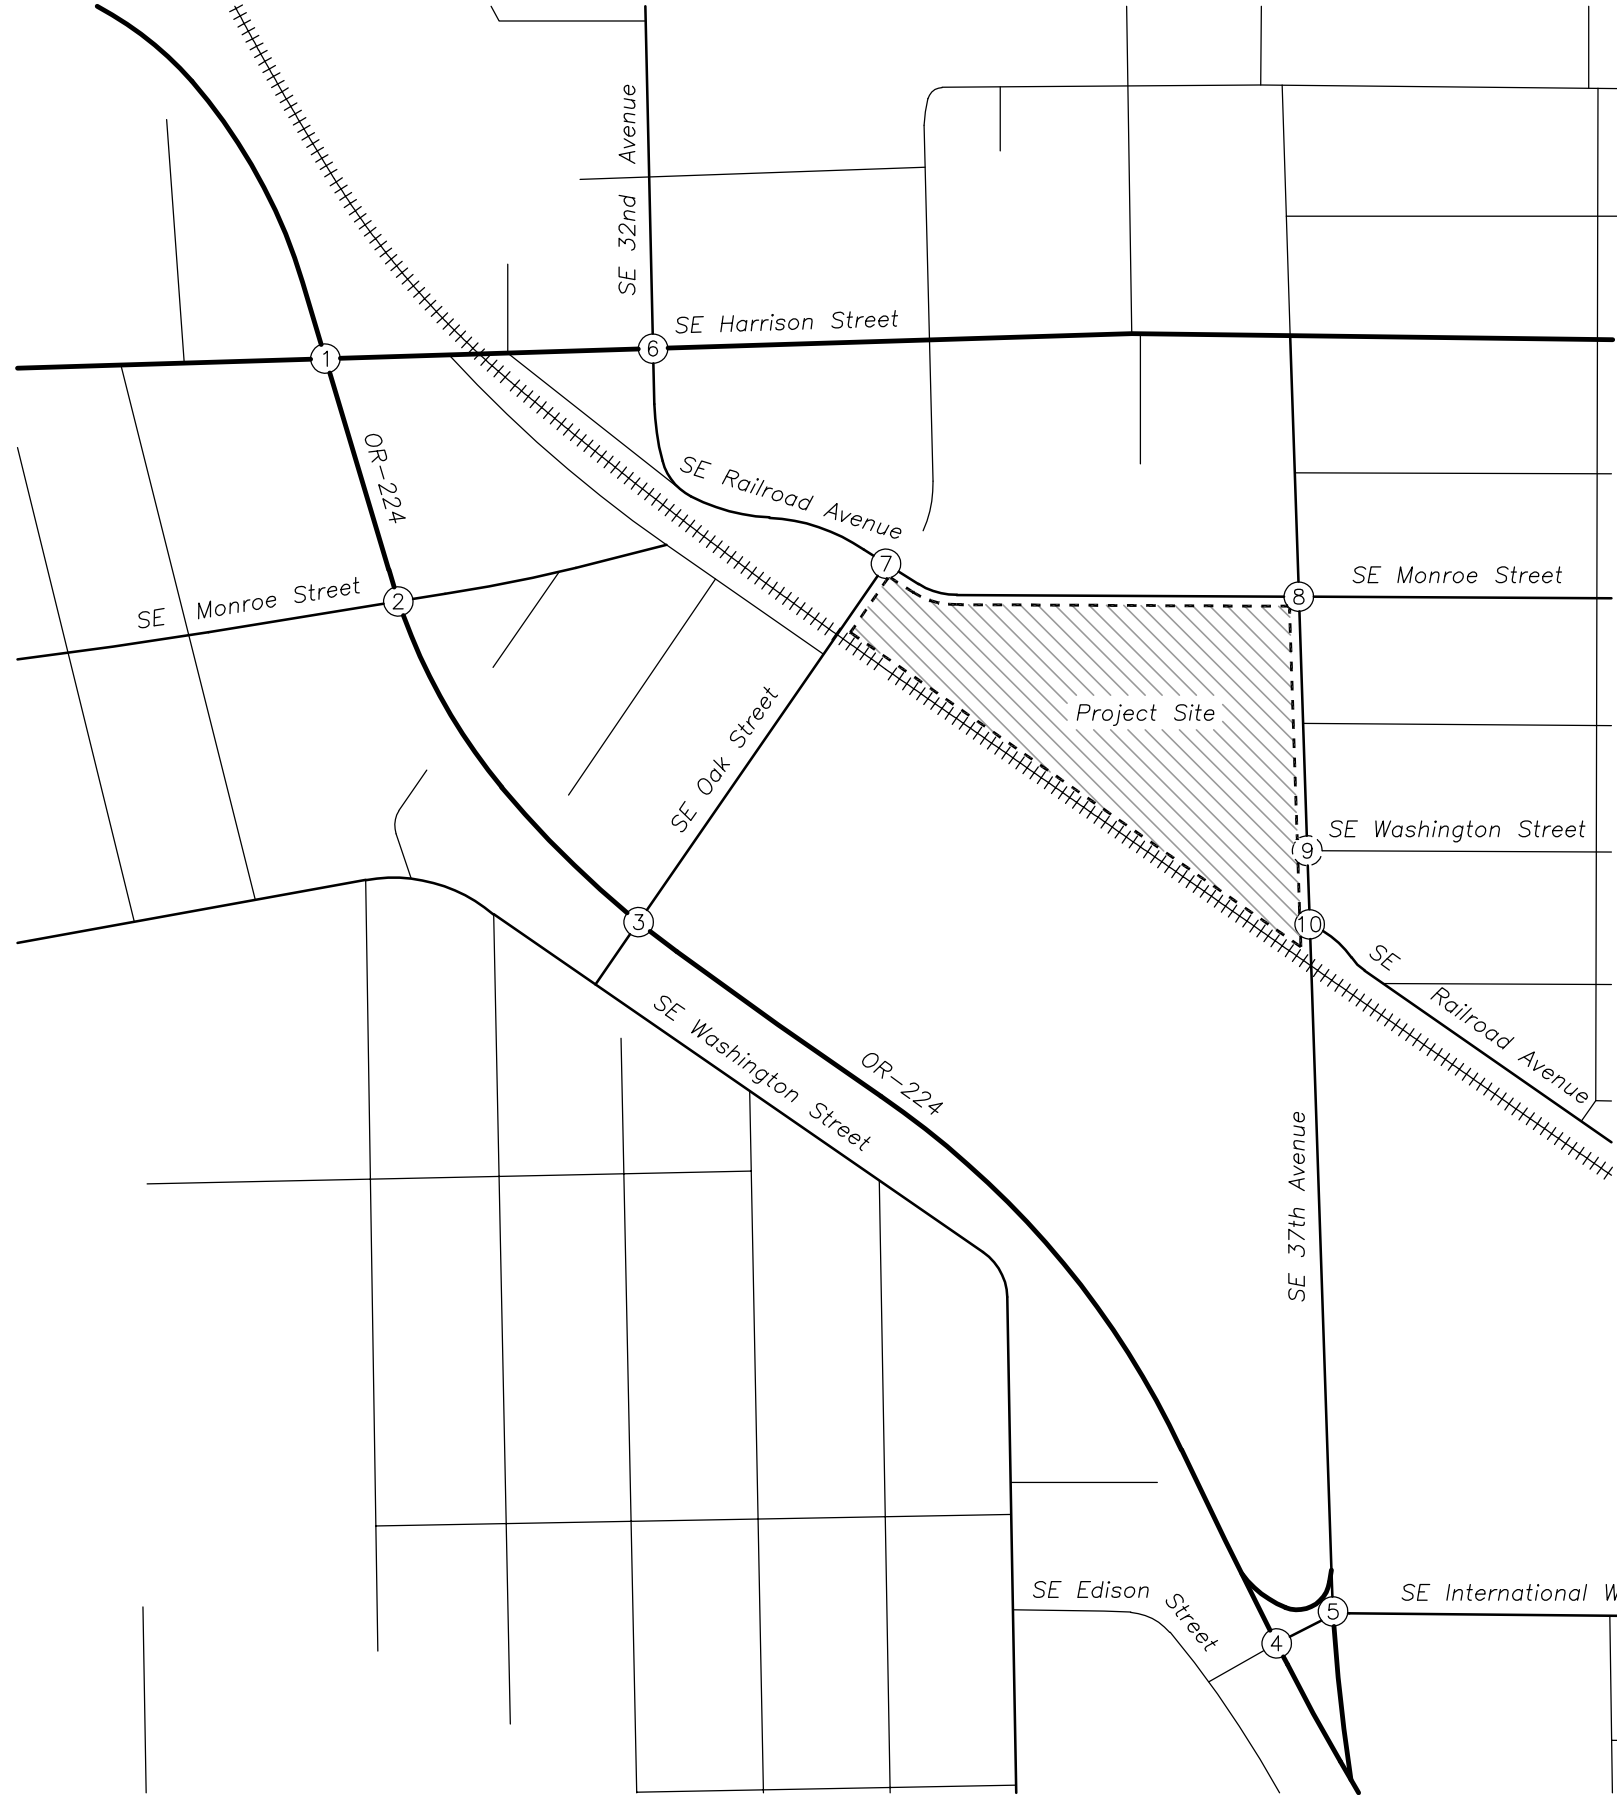 SE 32nd Avenue
SE Harrison Street
1
6
OR-224
SE Railroad Avenue
7
SE Monroe Street
2
8
SE Monroe Street
Project Site
SE Oak Street
9
SE Washington Street
3
10
SE Railroad Avenue
SE Washington Street
OR-224
SE 37th Avenue
SE Edison Street
5
SE International W
4